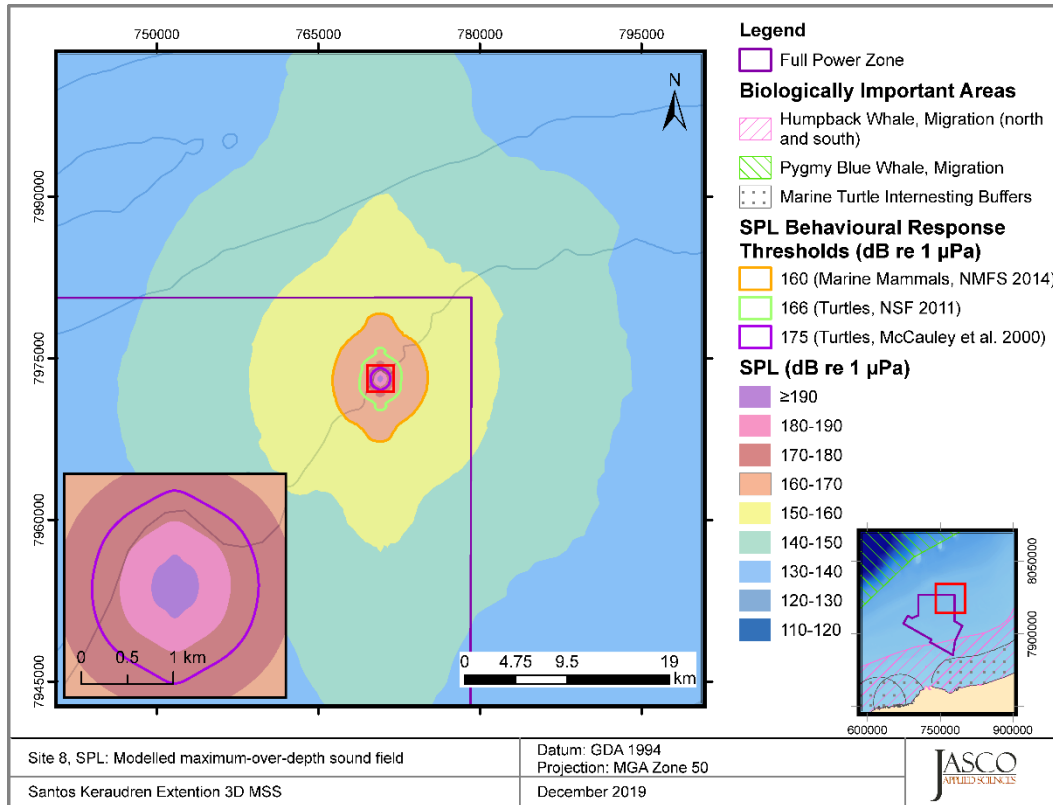 750000 765000 780000 795000
7990000
7975000
7960000
7945000
N
0 0.5 1 km
0 4.75 9.5 19
km
Legend
Full Power Zone
Biologically Important Areas
Humpback Whale, Migration (north
and south)
Pygmy Blue Whale, Migration
Marine Turtle Internesting Buffers
SPL Behavioural Response
Thresholds (dB re 1 µPa)
160 (Marine Mammals, NMFS 2014)
166 (Turtles, NSF 2011)
175 (Turtles, McCauley et al. 2000)
SPL (dB re 1 µPa)
≥190
180-190
170-180
160-170
150-160
140-150
130-140
120-130
110-120
8050000
7900000
600000 750000 900000
Site 8, SPL: Modelled maximum-over-depth sound field
Santos Keraudren Extention 3D MSS
Datum: GDA 1994
Projection: MGA Zone 50
December 2019
JASCO
APPLIED SCIENCES